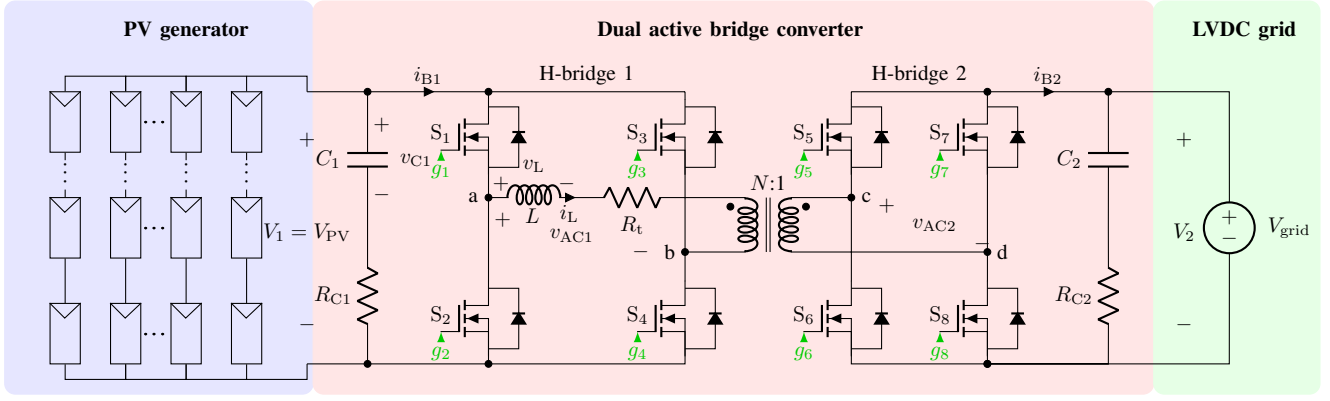 PV generator
Dual active bridge converter
LVDC grid
i_B1
H-bridge 1
H-bridge 2
i_B2
S_1
S_3
S_5
S_7
+
+
+
+
...
C_1
v_C1
g_1
v_L
g_3
g_5
g_7
C_2
−
+
−
N:1
a
L
i_L
R_t
c
+
V_1 = V_PV
+
v_AC1
v_AC2
V_2
+
−
V_grid
−
b
−
d
R_C1
R_C2
S_2
S_4
S_6
S_8
...
−
−
g_2
g_4
g_6
g_8